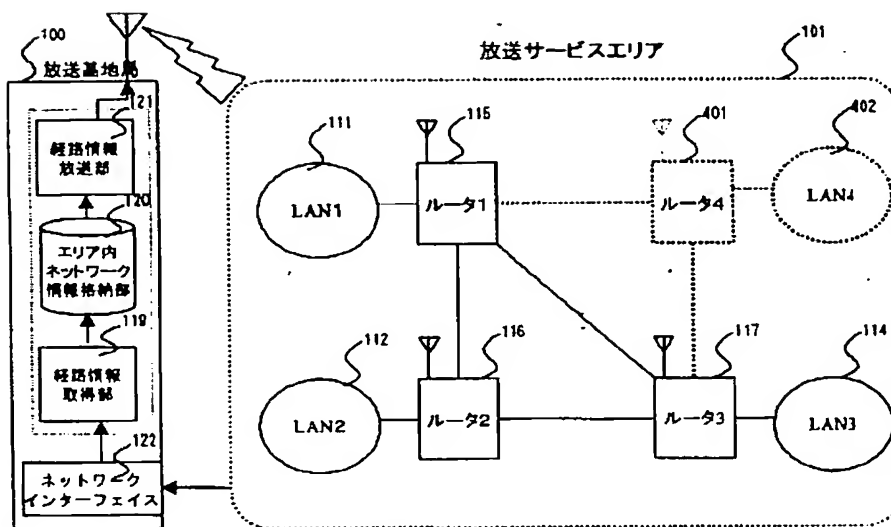 100
放送基地局
121
経路情報
放送部
120
エリア内
ネットワーク
情報格納部
119
経路情報
取得部
122
ネットワーク
インターフェイス
放送サービスエリア
101
111
115
401
402
LAN1
ルータ1
ルータ4
LAN4
112
116
117
114
LAN2
ルータ2
ルータ3
LAN3